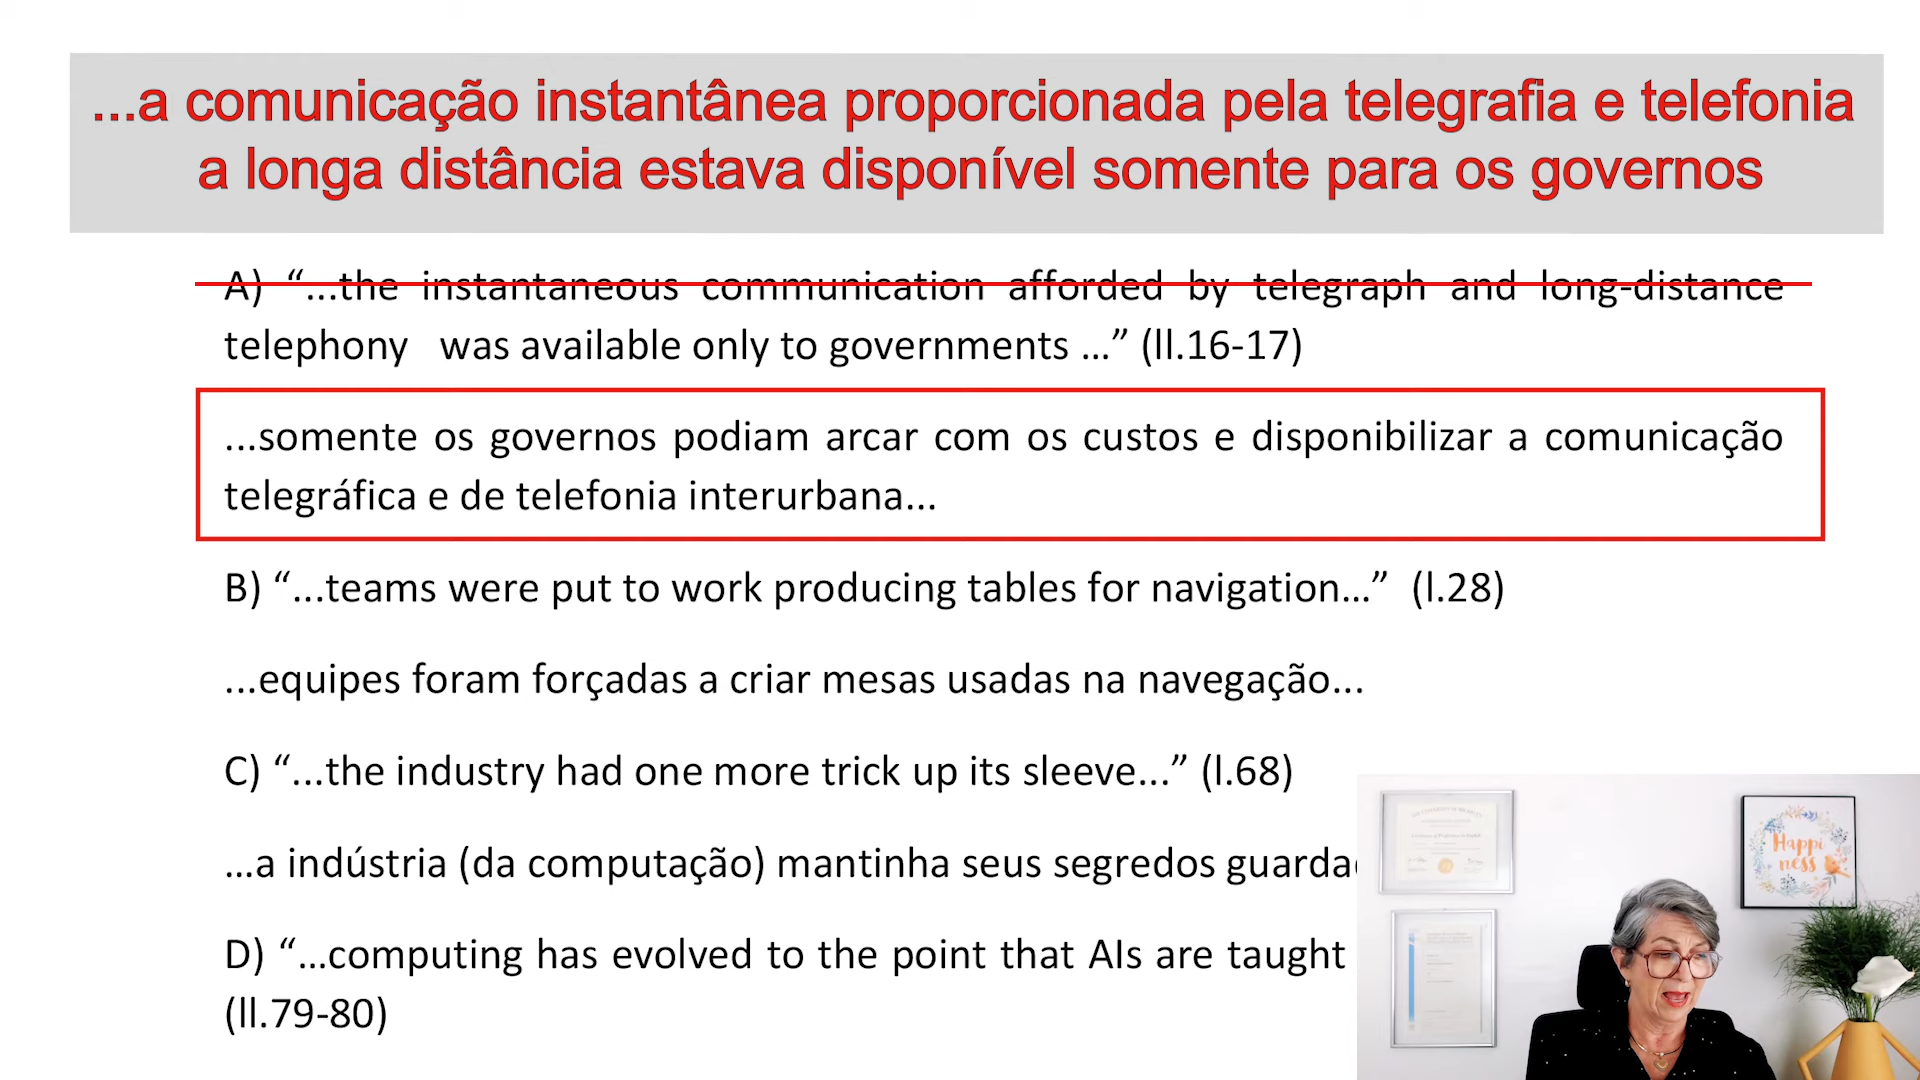 ...a comunicação instantânea proporcionada pela telegrafia e telefonia
a longa distância estava disponível somente para os governos
A) “...the instantaneous communication afforded by telegraph and long-distance
telephony was available only to governments ...” (ll.16-17)
...somente os governos podiam arcar com os custos e disponibilizar a comunicação
telegráfica e de telefonia interurbana...
B) “...teams were put to work producing tables for navigation...” (l.28)
...equipes foram forçadas a criar mesas usadas na navegação...
C) “...the industry had one more trick up its sleeve...” (l.68)
...a indústria (da computação) mantinha seus segredos
D) “...computing has evolved to the point that AIs are taught
(ll.79-80)
Happi
ness